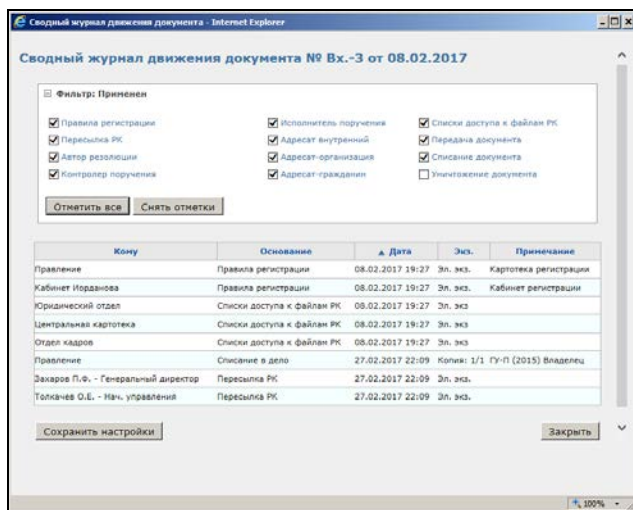 Сводный журнал движения документа - Internet Explorer
Сводный журнал движения документа № Вх.-3 от 08.02.2017
Фильтр: Применен
Правила регистрации Исполнитель поручения Списки доступа к файлам РК
Пересылка РК Адресат внутренний Передача документа
Автор резолюции Адресат-организация Списание документа
Контролер поручения Адресат-гражданин Уничтожение документа
Отметить все Снять отметки
Кому Основание Дата Экз. Примечание
Правление Правила регистрации 08.02.2017 19:27 Эл. экз. Картотека регистрации
Кабинет Иорданова Правила регистрации 08.02.2017 19:27 Эл. экз. Кабинет регистрации
Юридический отдел Списки доступа к файлам РК 08.02.2017 19:27 Эл. экз
Центральная картотека Списки доступа к файлам РК 08.02.2017 19:27 Эл. экз
Отдел кадров Списки доступа к файлам РК 08.02.2017 19:27 Эл. экз
Правление Списание в дело 27.02.2017 22:09 Копия: 1/1 ГУ-П (2015) Владелец
Захаров П.Ф. - Генеральный директор Пересылка РК 27.02.2017 22:09 Эл. экз.
Толкачев О.Е. - Нач. управления Пересылка РК 27.02.2017 22:09 Эл. экз.
Сохранить настройки Закрыть
100%